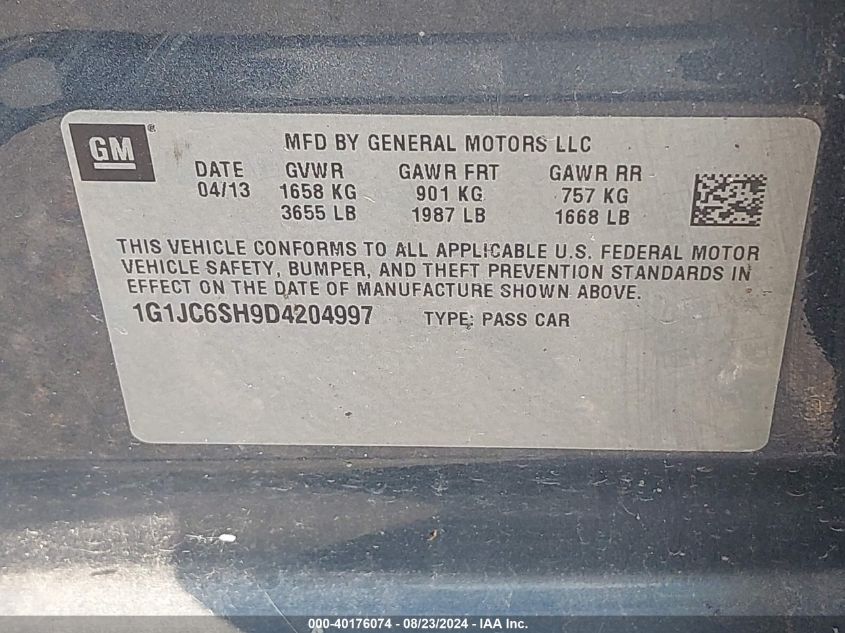 GM ®
MFD BY GENERAL MOTORS LLC
DATE GVWR GAWR FRT GAWR RR
04/13 1658 KG 901 KG 757 KG
3655 LB 1987 LB 1668 LB
THIS VEHICLE CONFORMS TO ALL APPLICABLE U.S. FEDERAL MOTOR
VEHICLE SAFETY, BUMPER, AND THEFT PREVENTION STANDARDS IN
EFFECT ON THE DATE OF MANUFACTURE SHOWN ABOVE.
1G1JC6SH9D4204997 TYPE: PASS CAR
000-40176074 - 08/23/2024 - IAA Inc.